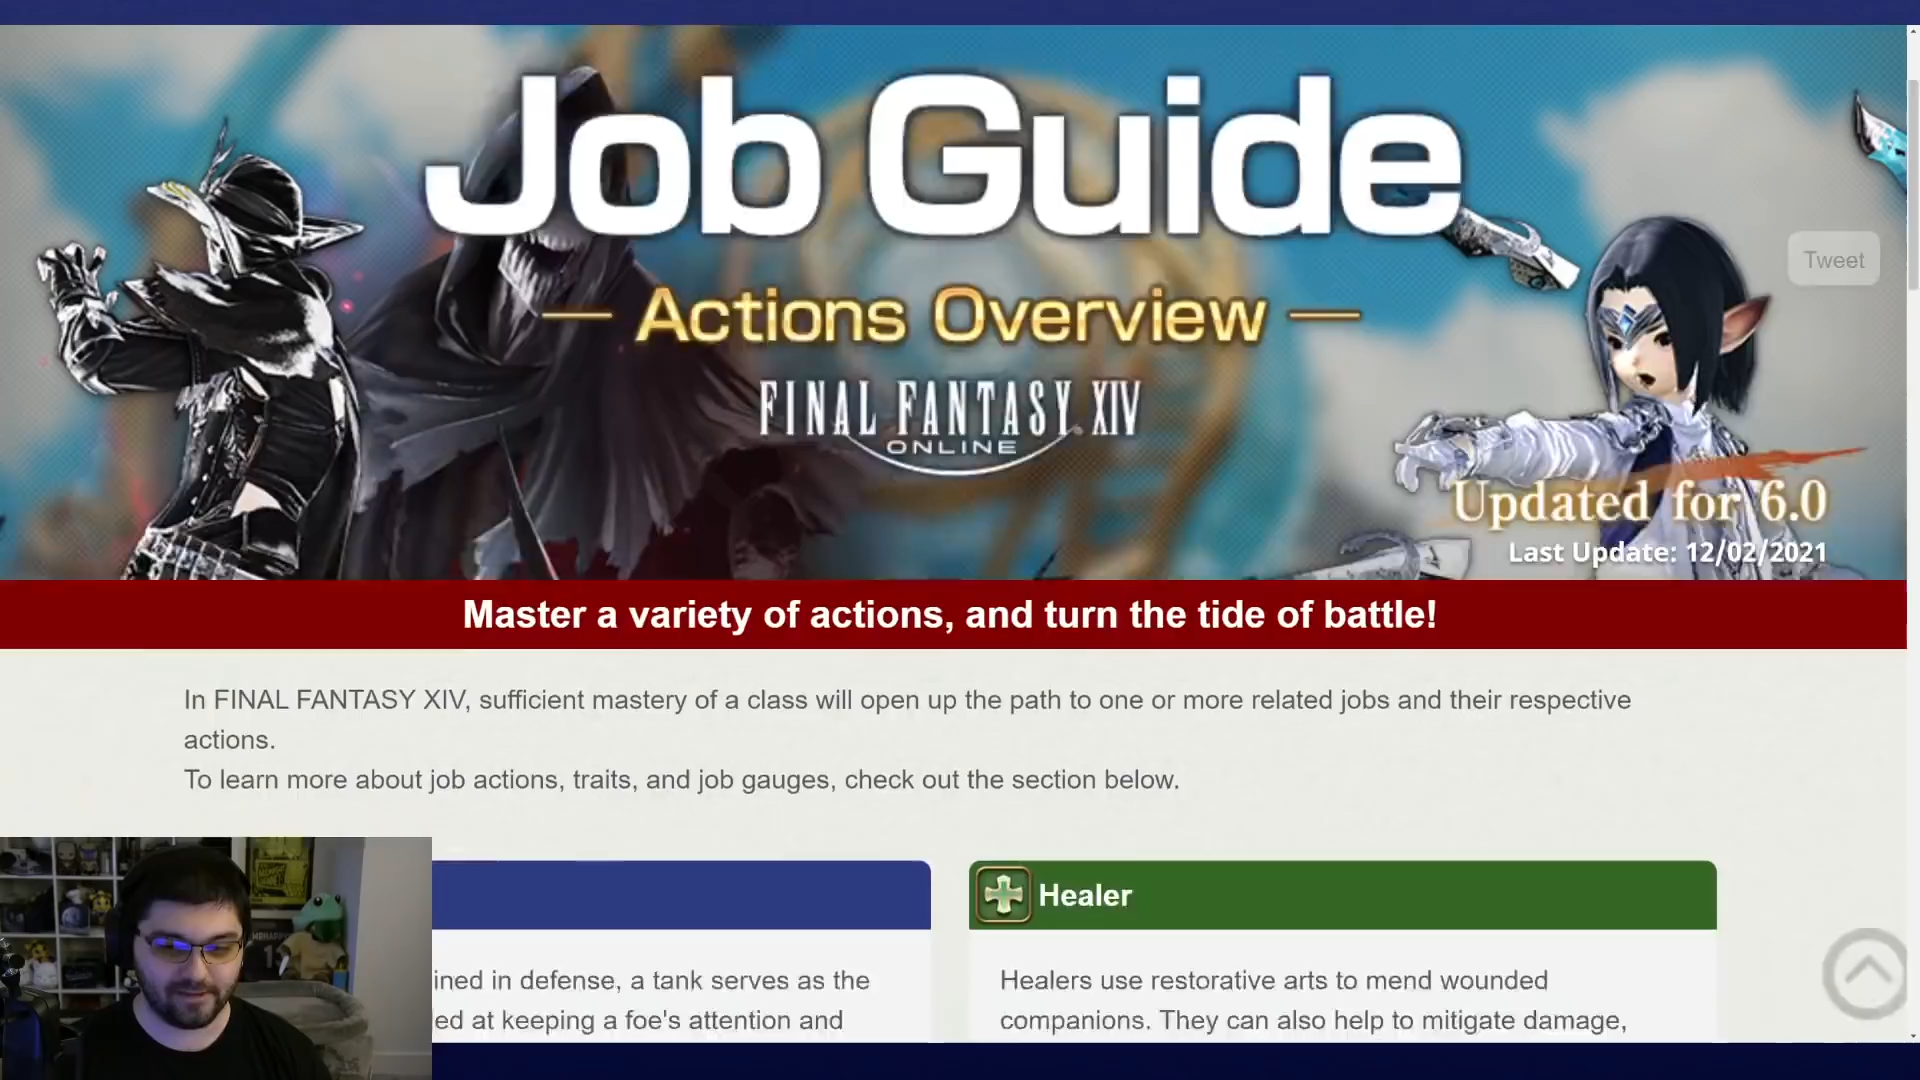 Job Guide
Actions Overview
FINAL FANTASY XIV
ONLINE
Tweet
Updated for 6.0
Last Update: 12/02/2021
Master a variety of actions, and turn the tide of battle!
In FINAL FANTASY XIV, sufficient mastery of a class will open up the path to one or more related jobs and their respective
actions.
To learn more about job actions, traits, and job gauges, check out the section below.
Healer
ined in defense, a tank serves as the
ed at keeping a foe's attention and
Healers use restorative arts to mend wounded
companions. They can also help to mitigate damage,